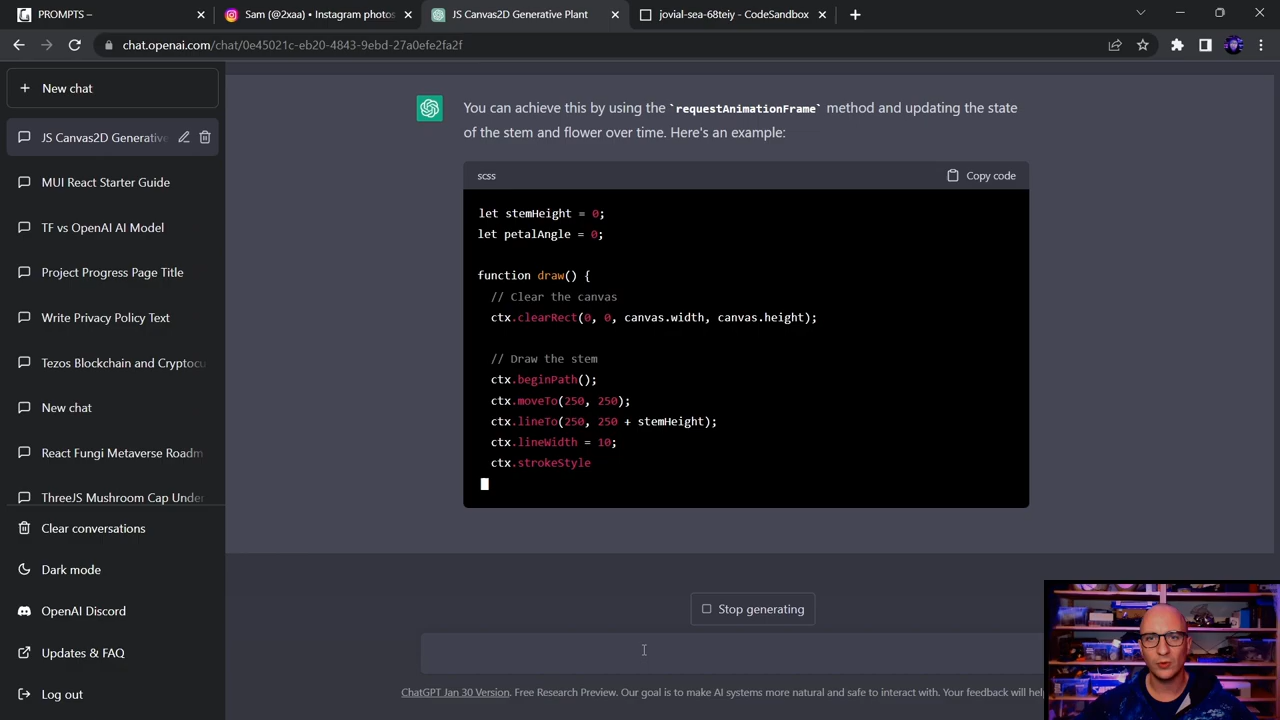 PROMPTS –
Sam (@2xaa) • Instagram photos
JS Canvas2D Generative Plant
jovial-sea-68teiy - CodeSandbox
chat.openai.com/chat/0e45021c-eb20-4843-9ebd-27a0efe2fa2f
New chat
JS Canvas2D Generative
MUI React Starter Guide
TF vs OpenAI AI Model
Project Progress Page Title
Write Privacy Policy Text
Tezos Blockchain and Cryptocu
New chat
React Fungi Metaverse Roadm
ThreeJS Mushroom Cap Under
Clear conversations
Dark mode
OpenAI Discord
Updates & FAQ
Log out
You can achieve this by using the `requestAnimationFrame` method and updating the state
of the stem and flower over time. Here's an example:
scss
Copy code
let stemHeight = 0;
let petalAngle = 0;
function draw() {
// Clear the canvas
ctx.clearRect(0, 0, canvas.width, canvas.height);
// Draw the stem
ctx.beginPath();
ctx.moveTo(250, 250);
ctx.lineTo(250, 250 + stemHeight);
ctx.lineWidth = 10;
ctx.strokeStyle
Stop generating
ChatGPT Jan 30 Version. Free Research Preview. Our goal is to make AI systems more natural and safe to interact with. Your feedback will help